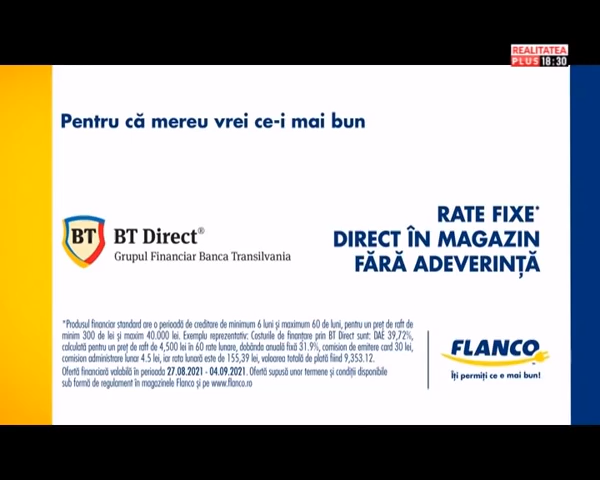 REALITATEA
PLUS 18:30
Pentru că mereu vrei ce-i mai bun
BT BT Direct®
Grupul Financiar Banca Transilvania
RATE FIXE*
DIRECT ÎN MAGAZIN
FĂRĂ ADEVERINȚĂ
*Produsul financiar standard are o perioadă de creditare de minimum 6 luni și maximum 60 de luni, pentru un preț de raft de
minim 300 de lei și maxim 40.000 lei. Exemplu reprezentativ: Costurile de finanțare prin BT Direct sunt: DAE 39,72%,
calculată pentru un preț de raft de 4,500 lei în 60 rate lunare, dobânda anuală fixă 31.9%, comision de emitere card 30 lei,
comision administrare lunar 4.5 lei, iar rata lunară este de 155,39 lei, valoarea totală de plată fiind 9,353.12.
Ofertă financiară valabilă în perioada 27.08.2021 - 04.09.2021. Ofertă supusă unor termene și condiții disponibile
sub formă de regulament în magazinele Flanco și pe www.flanco.ro
FLANCO
Îți permiți ce e mai bun!